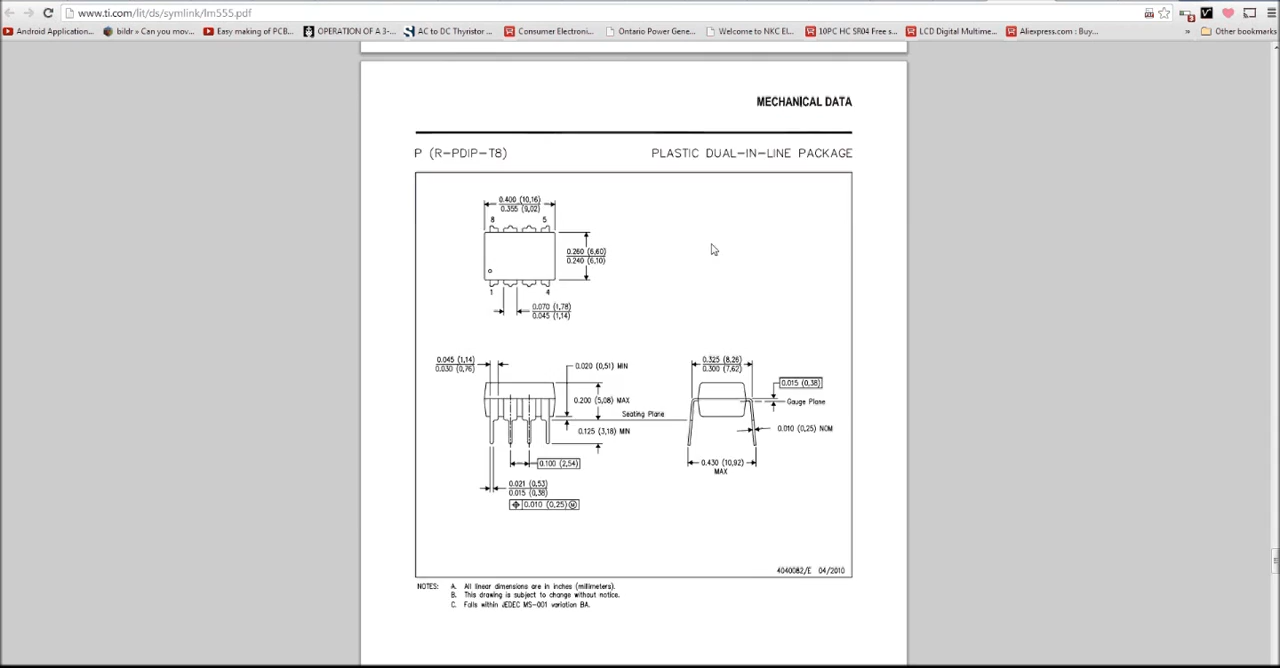 www.ti.com/lit/ds/symlink/lm555.pdf
Android Application... bildr » Can you mov... Easy making of PCB... OPERATION OF A 3-... AC to DC Thyristor ... Consumer Electroni... Ontario Power Gene... Welcome to NKC El... 10PC HC SR04 Free s... LCD Digital Multime... Aliexpress.com : Buy... » Other bookmarks
MECHANICAL DATA
P (R-PDIP-T8) PLASTIC DUAL-IN-LINE PACKAGE
0.400 (10,16)
0.355 (9,02)
8 5
0.260 (6,60)
0.240 (6,10)
1 4
0.070 (1,78)
0.045 (1,14)
0.045 (1,14)
0.030 (0,76)
0.020 (0,51) MIN
0.200 (5,08) MAX
Seating Plane
0.125 (3,18) MIN
0.100 (2,54)
0.021 (0,53)
0.015 (0,38)
0.010 (0,25) M
0.325 (8,26)
0.300 (7,62)
0.015 (0,38)
Gauge Plane
0.010 (0,25) NOM
0.430 (10,92)
MAX
4040082/E 04/2010
NOTES: A. All linear dimensions are in inches (millimeters).
B. This drawing is subject to change without notice.
C. Falls within JEDEC MS-001 variation BA.